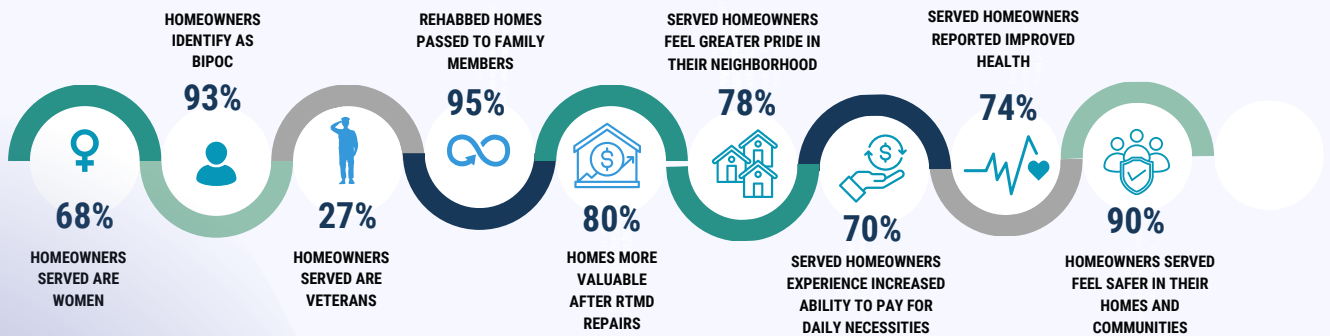 HOMEOWNERS
IDENTIFY AS
BIPOC
93%
REHABBED HOMES
PASSED TO FAMILY
MEMBERS
95%
SERVED HOMEOWNERS
FEEL GREATER PRIDE IN
THEIR NEIGHBORHOOD
78%
SERVED HOMEOWNERS
REPORTED IMPROVED
HEALTH
74%
68%
HOMEOWNERS
SERVED ARE
WOMEN
27%
HOMEOWNERS
SERVED ARE
VETERANS
$
80%
HOMES MORE
VALUABLE
AFTER RTMD
REPAIRS
$
70%
SERVED HOMEOWNERS
EXPERIENCE INCREASED
ABILITY TO PAY FOR
DAILY NECESSITIES
90%
HOMEOWNERS SERVED
FEEL SAFER IN THEIR
HOMES AND
COMMUNITIES